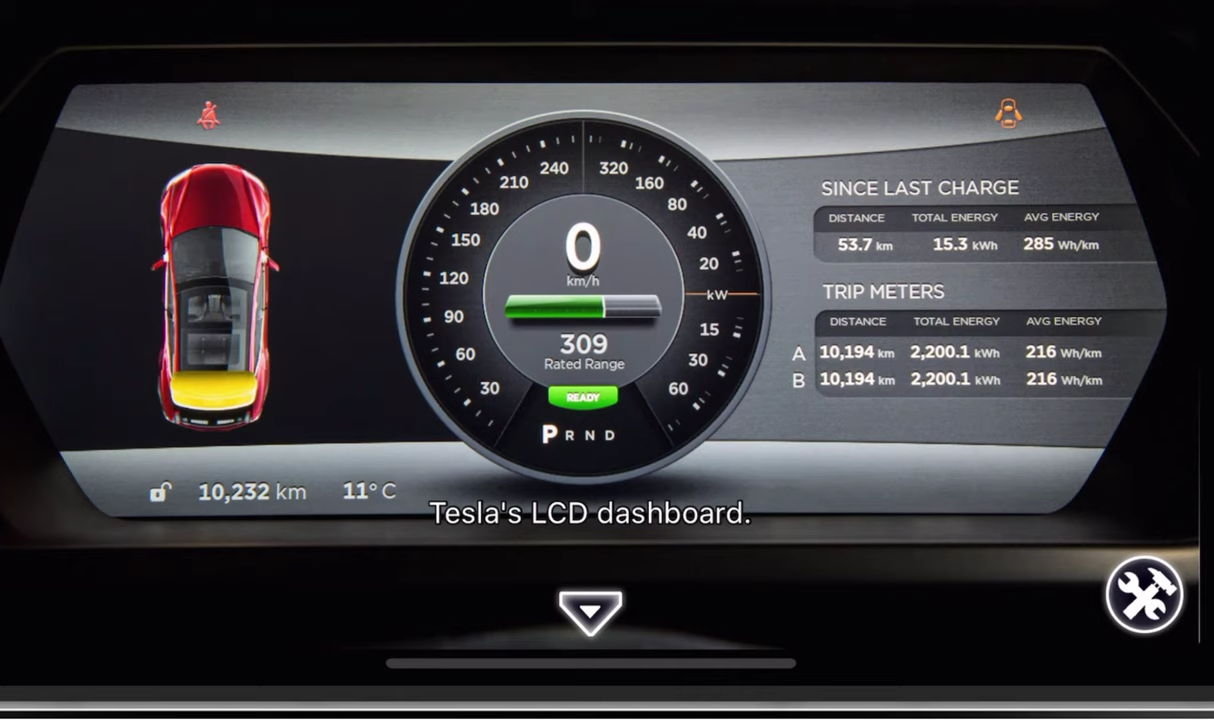 SINCE LAST CHARGE
DISTANCE TOTAL ENERGY AVG ENERGY
53.7 km 15.3 kWh 285 Wh/km
TRIP METERS
DISTANCE TOTAL ENERGY AVG ENERGY
A 10,194 km 2,200.1 kWh 216 Wh/km
B 10,194 km 2,200.1 kWh 216 Wh/km
240
210
180
150
120
90
60
30
320
160
80
40
20
kW
15
30
60
0
km/h
309
Rated Range
READY
P R N D
10,232 km 11° C
Tesla's LCD dashboard.